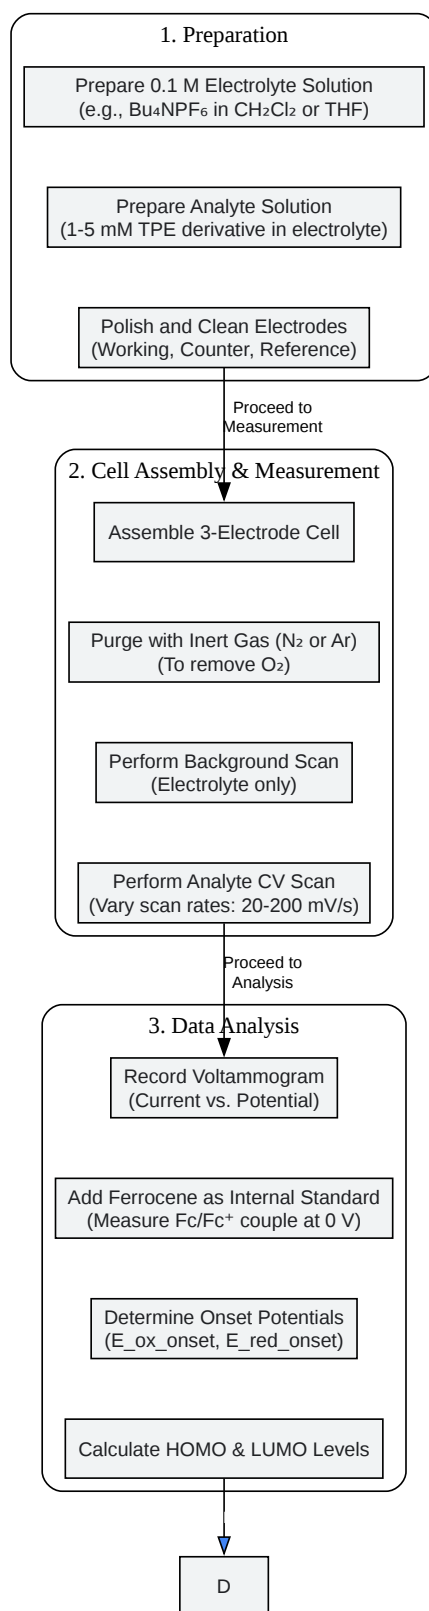 1. Preparation
Prepare 0.1 M Electrolyte Solution
(e.g., Bu₄NPF₆ in CH₂Cl₂ or THF)
Prepare Analyte Solution
(1-5 mM TPE derivative in electrolyte)
Polish and Clean Electrodes
(Working, Counter, Reference)
Proceed to
Measurement
2. Cell Assembly & Measurement
Assemble 3-Electrode Cell
Purge with Inert Gas (N₂ or Ar)
(To remove O₂)
Perform Background Scan
(Electrolyte only)
Perform Analyte CV Scan
(Vary scan rates: 20-200 mV/s)
Proceed to
Analysis
3. Data Analysis
Record Voltammogram
(Current vs. Potential)
Add Ferrocene as Internal Standard
(Measure Fc/Fc⁺ couple at 0 V)
Determine Onset Potentials
(E_ox_onset, E_red_onset)
Calculate HOMO & LUMO Levels
D